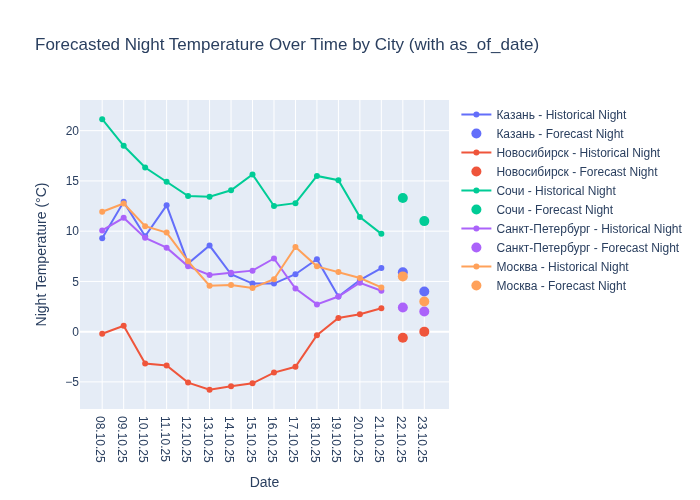 Forecasted Night Temperature Over Time by City (with as_of_date)
20
15
10
5
0
−5
Night Temperature (°C)
08.10.25
09.10.25
10.10.25
11.10.25
12.10.25
13.10.25
14.10.25
15.10.25
16.10.25
17.10.25
18.10.25
19.10.25
20.10.25
21.10.25
22.10.25
23.10.25
Date
Казань - Historical Night
Казань - Forecast Night
Новосибирск - Historical Night
Новосибирск - Forecast Night
Сочи - Historical Night
Сочи - Forecast Night
Санкт-Петербург - Historical Night
Санкт-Петербург - Forecast Night
Москва - Historical Night
Москва - Forecast Night